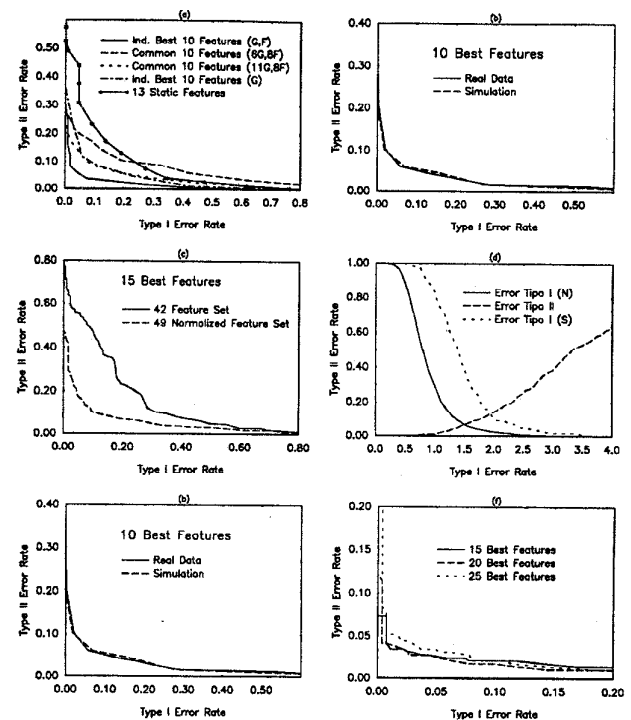 (e)
Type II Error Rate
0.60
0.50
0.40
0.30
0.20
0.10
0.00
Ind. Best 10 Features (G,F)
Common 10 Features (8G,8F)
Common 10 Features (11G,8F)
Ind. Best 10 Features (G)
13 Static Features
0.0 0.1 0.2 0.3 0.4 0.5 0.6 0.7 0.8
Type I Error Rate
(b)
Type II Error Rate
0.40
0.30
0.20
0.10
0.00
10 Best Features
Real Data
Simulation
0.00 0.10 0.20 0.30 0.40 0.50
Type I Error Rate
(c)
Type II Error Rate
0.80
0.60
0.40
0.20
0.00
15 Best Features
42 Feature Set
49 Normalized Feature Set
0.00 0.20 0.40 0.60 0.80
Type I Error Rate
(d)
Type II Error Rate
1.00
0.80
0.60
0.40
0.20
0.00
Error Tipo I (N)
Error Tipo II
Error Tipo I (S)
0.0 0.5 1.0 1.5 2.0 2.5 3.0 3.5 4.0
Type I Error Rate
(b)
Type II Error Rate
0.40
0.30
0.20
0.10
0.00
10 Best Features
Real Data
Simulation
0.00 0.10 0.20 0.30 0.40 0.50
Type I Error Rate
(f)
Type II Error Rate
0.20
0.15
0.10
0.05
0.00
15 Best Features
20 Best Features
25 Best Features
0.00 0.05 0.10 0.15 0.20
Type I Error Rate